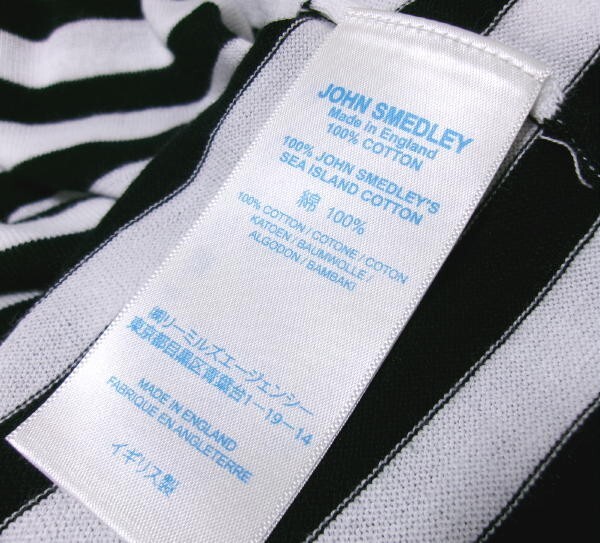 JOHN SMEDLEY
Made in England
100% COTTON
100% JOHN SMEDLEY'S
SEA ISLAND COTTON
綿 100%
100% COTTON / COTONE / COTON
KATOEN / BAUMWOLLE /
ALGODON / BAMBAKI
㈱リーミルズエージェンシー
東京都目黒区青葉台1-19-14
MADE IN ENGLAND
FABRIQUE EN ANGLETERRE
イギリス製